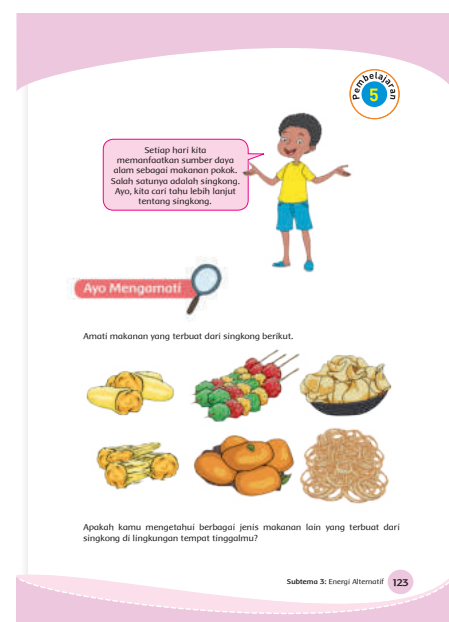 Pembelajaran
5
Setiap hari kita
memanfaatkan sumber daya
alam sebagai makanan pokok.
Salah satunya adalah singkong.
Ayo, kita cari tahu lebih lanjut
tentang singkong.
Ayo Mengamati
Amati makanan yang terbuat dari singkong berikut.
Apakah kamu mengetahui berbagai jenis makanan lain yang terbuat dari
singkong di lingkungan tempat tinggalmu?
Subtema 3: Energi Alternatif 123